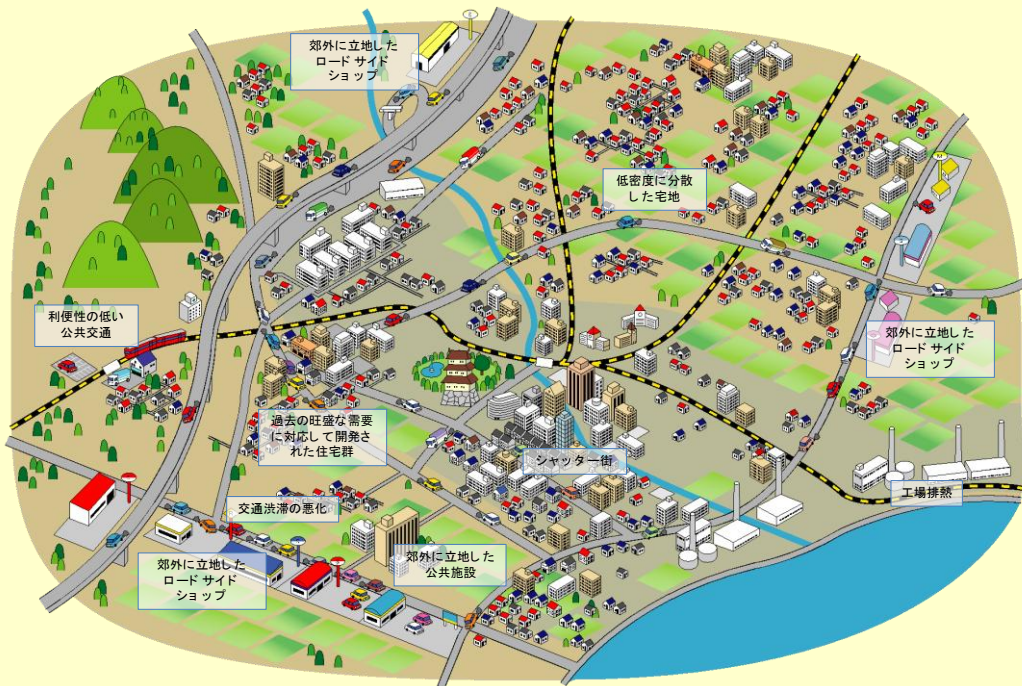 郊外に立地した
ロードサイド
ショップ
低密度に分散
した宅地
利便性の低い
公共交通
郊外に立地した
ロードサイド
ショップ
過去の旺盛な需要
に対応して開発さ
れた住宅群
シャッター街
工場排熱
交通渋滞の悪化
郊外に立地した
公共施設
郊外に立地した
ロードサイド
ショップ